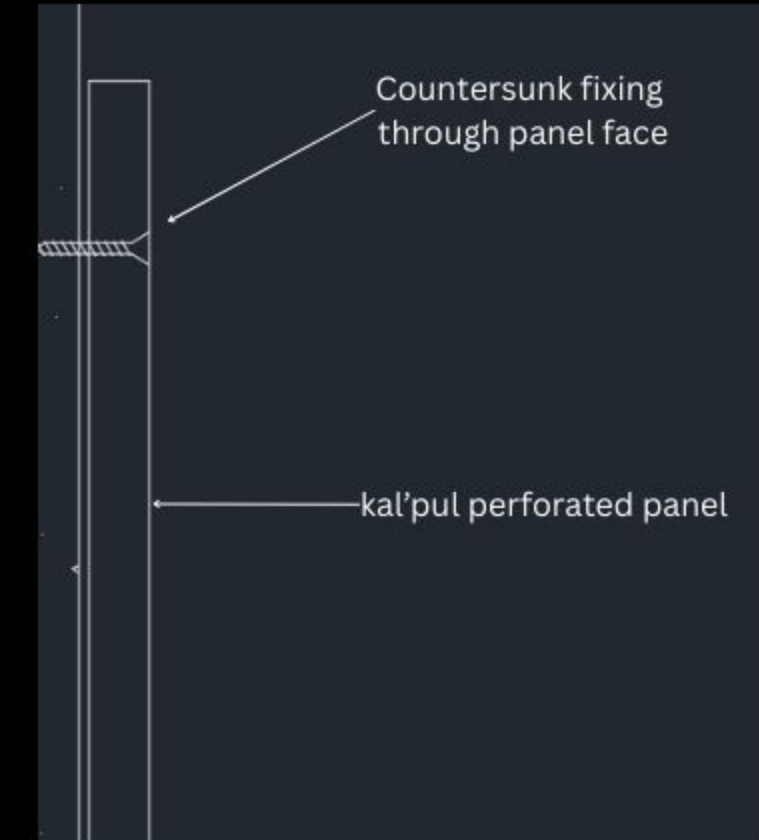 Countersunk fixing
through panel face
kal’pul perforated panel